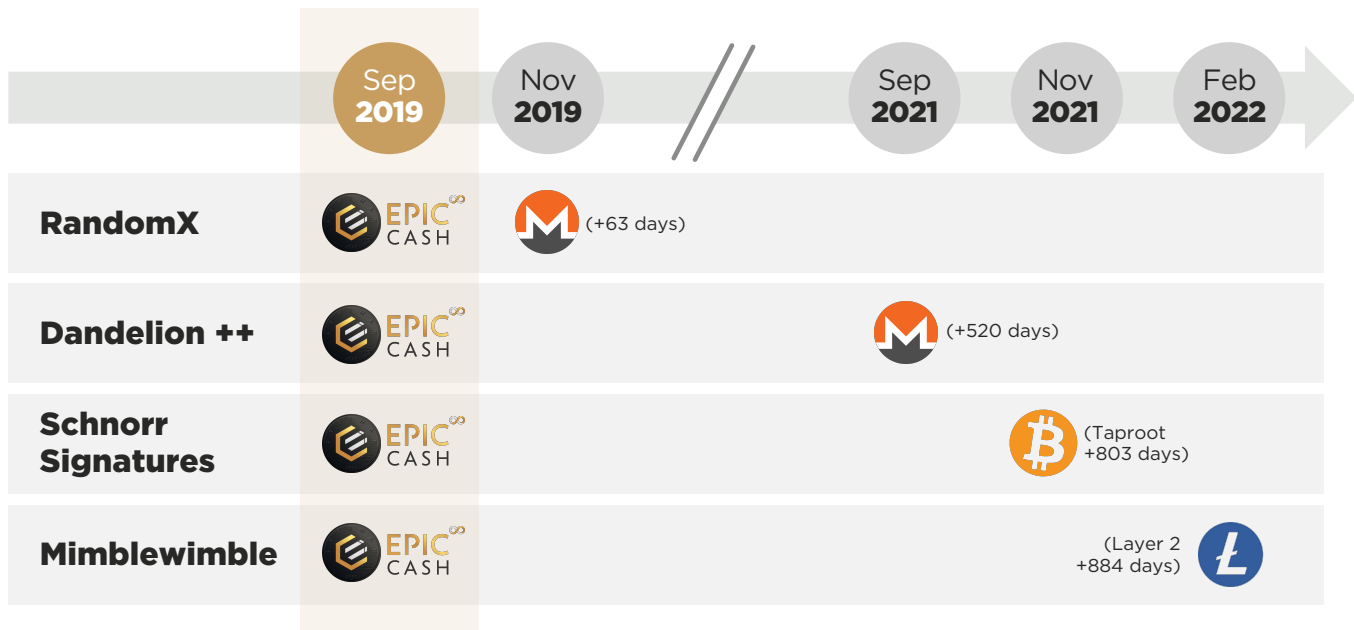 Sep
2019
Nov
2019
Sep
2021
Nov
2021
Feb
2022
RandomX
EPIC
CASH
(+63 days)
Dandelion ++
EPIC
CASH
(+520 days)
Schnorr
Signatures
EPIC
CASH
(Taproot
+803 days)
Mimblewimble
EPIC
CASH
(Layer 2
+884 days)